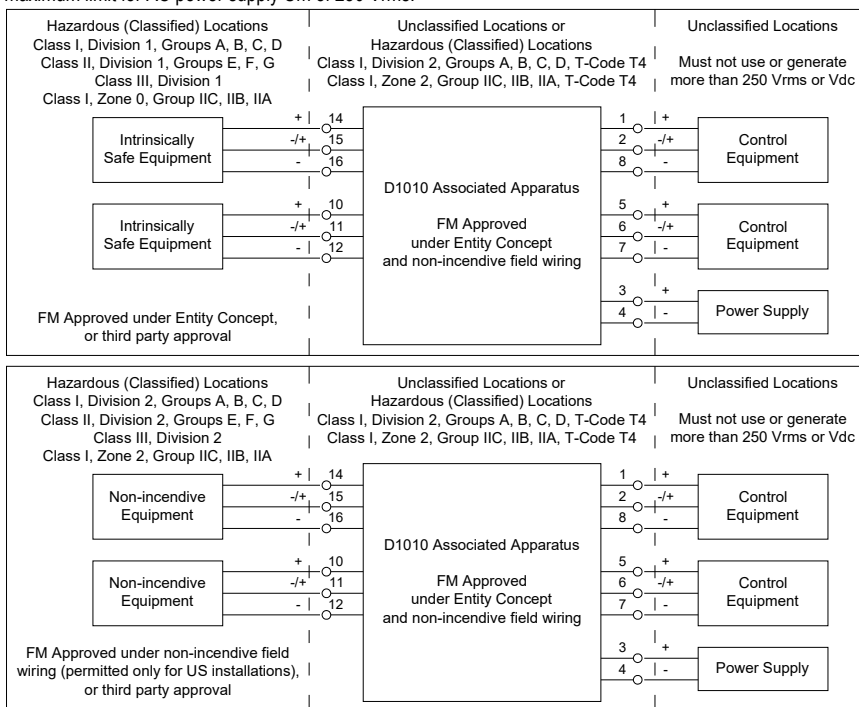 maximum limit for AC power supply Um of 250 Vrms.
Hazardous (Classified) Locations
Class I, Division 1, Groups A, B, C, D
Class II, Division 1, Groups E, F, G
Class III, Division 1
Class I, Zone 0, Group IIC, IIB, IIA
Unclassified Locations or
Hazardous (Classified) Locations
Class I, Division 2, Groups A, B, C, D, T-Code T4
Class I, Zone 2, Group IIC, IIB, IIA, T-Code T4
Unclassified Locations
Must not use or generate
more than 250 Vrms or Vdc
Intrinsically
Safe Equipment
+ 14
-/+ 15
- 16
Intrinsically
Safe Equipment
+ 10
-/+ 11
- 12
FM Approved under Entity Concept,
or third party approval
D1010 Associated Apparatus
FM Approved
under Entity Concept
and non-incendive field wiring
1 +
2 -/+
8 -
Control
Equipment
5 +
6 -/+
7 -
Control
Equipment
3 +
4 -
Power Supply
Hazardous (Classified) Locations
Class I, Division 2, Groups A, B, C, D
Class II, Division 2, Groups E, F, G
Class III, Division 2
Class I, Zone 2, Group IIC, IIB, IIA
Unclassified Locations or
Hazardous (Classified) Locations
Class I, Division 2, Groups A, B, C, D, T-Code T4
Class I, Zone 2, Group IIC, IIB, IIA, T-Code T4
Unclassified Locations
Must not use or generate
more than 250 Vrms or Vdc
Non-incendive
Equipment
+ 14
-/+ 15
- 16
Non-incendive
Equipment
+ 10
-/+ 11
- 12
FM Approved under non-incendive field
wiring (permitted only for US installations),
or third party approval
D1010 Associated Apparatus
FM Approved
under Entity Concept
and non-incendive field wiring
1 +
2 -/+
8 -
Control
Equipment
5 +
6 -/+
7 -
Control
Equipment
3 +
4 -
Power Supply